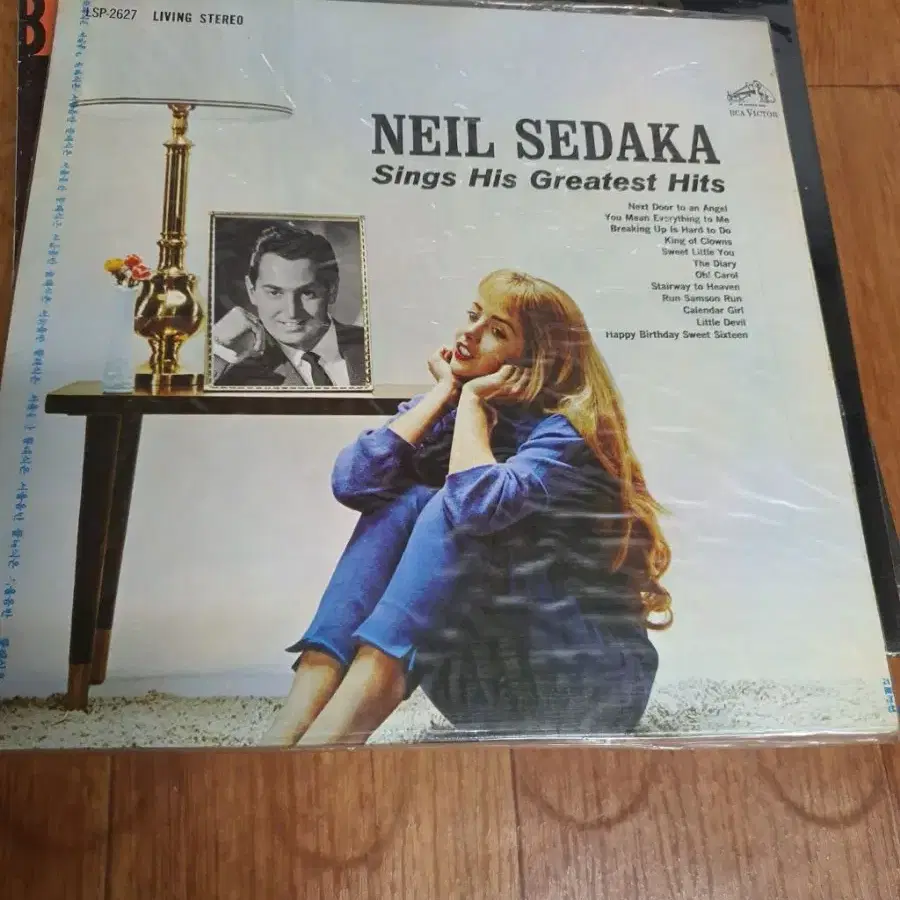 LSP-2627 LIVING STEREO
RCA VICTOR
NEIL SEDAKA
Sings His Greatest Hits
Next Door to an Angel
You Mean Everything to Me
Breaking Up Is Hard to Do
King of Clowns
Sweet Little You
The Diary
Oh! Carol
Stairway to Heaven
Run Samson Run
Calendar Girl
Little Devil
Happy Birthday Sweet Sixteen
B